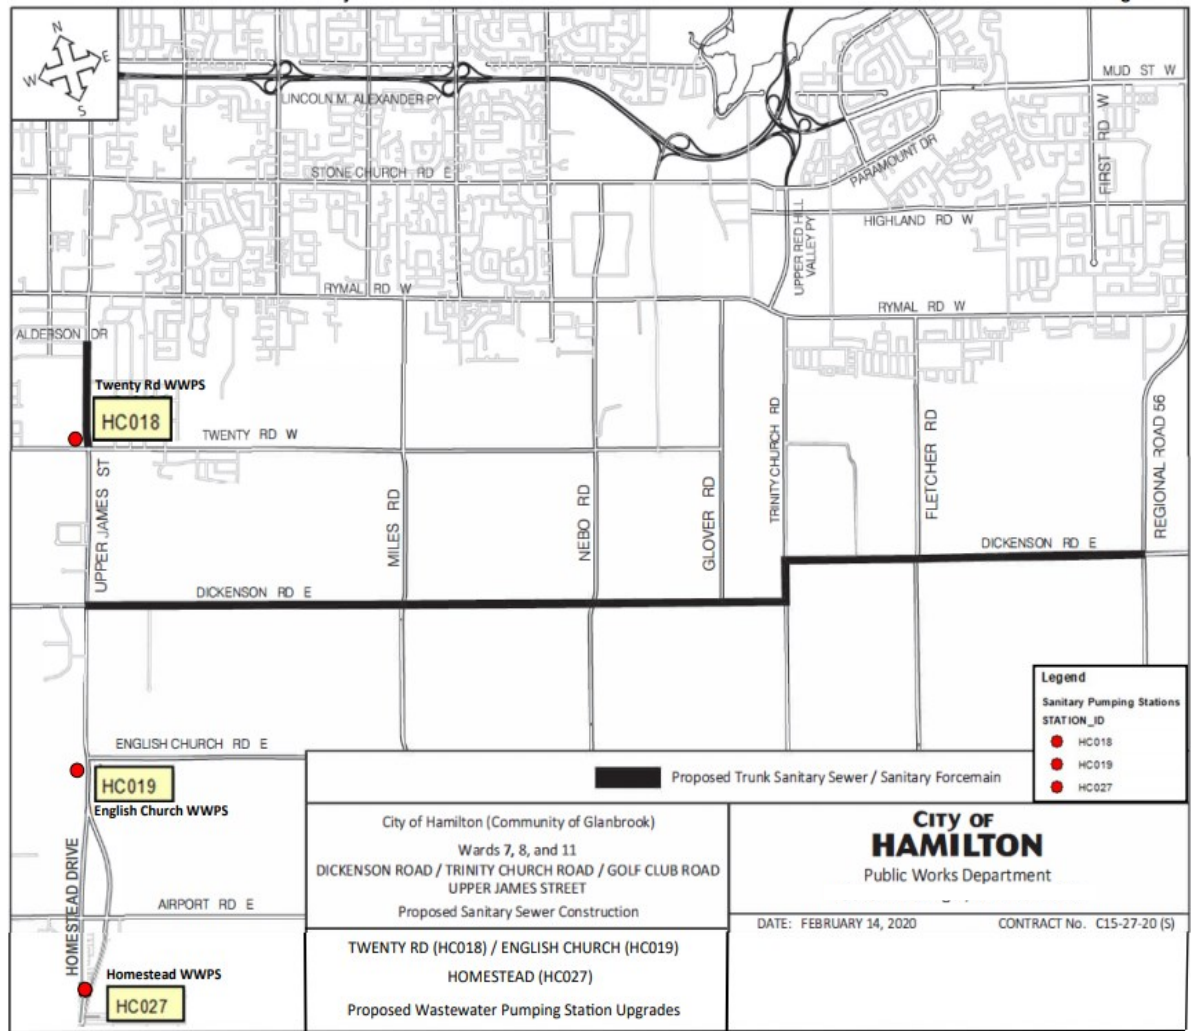 N
W E
S
LINCOLN M. ALEXANDER PY
MUD ST W
FIRST RD W
STONE CHURCH RD E
PARAMOUNT DR
UPPER RED HILL
VALLEY PY
HIGHLAND RD W
RYMAL RD W
RYMAL RD W
ALDERSON DR
Twenty Rd WWPS
HC018
TWENTY RD W
UPPER JAMES ST
MILES RD
NEBO RD
GLOVER RD
TRINITY CHURCH RD
FLETCHER RD
REGIONAL ROAD 56
DICKENSON RD E
DICKENSON RD E
ENGLISH CHURCH RD E
HC019
English Church WWPS
HOMESTEAD DRIVE
AIRPORT RD E
Homestead WWPS
HC027
Legend
Sanitary Pumping Stations
STATION_ID
HC018
HC019
HC027
Proposed Trunk Sanitary Sewer / Sanitary Forcemain
City of Hamilton (Community of Glanbrook)
Wards 7, 8, and 11
DICKENSON ROAD / TRINITY CHURCH ROAD / GOLF CLUB ROAD
UPPER JAMES STREET
Proposed Sanitary Sewer Construction
TWENTY RD (HC018) / ENGLISH CHURCH (HC019)
HOMESTEAD (HC027)
Proposed Wastewater Pumping Station Upgrades
CITY OF
HAMILTON
Public Works Department
DATE: FEBRUARY 14, 2020 CONTRACT No. C15-27-20 (S)